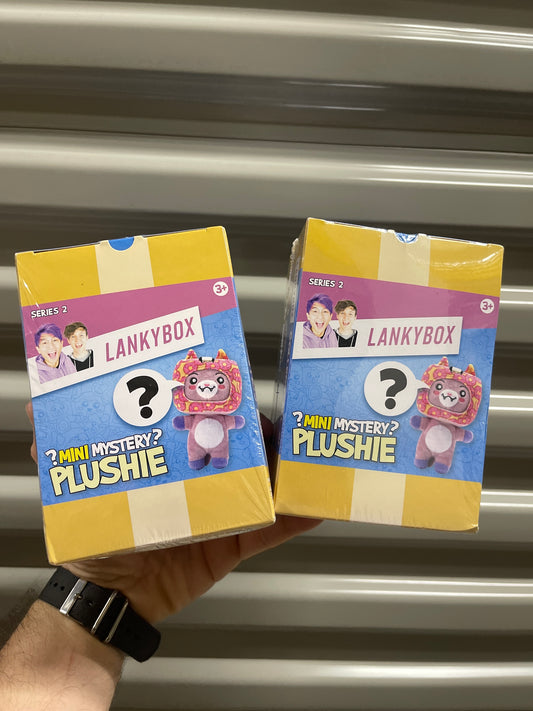 SERIES 2
3+
LANKYBOX
?
?MINI MYSTERY?
PLUSHIE
SERIES 2
3+
LANKYBOX
?
?MINI MYSTERY?
PLUSHIE